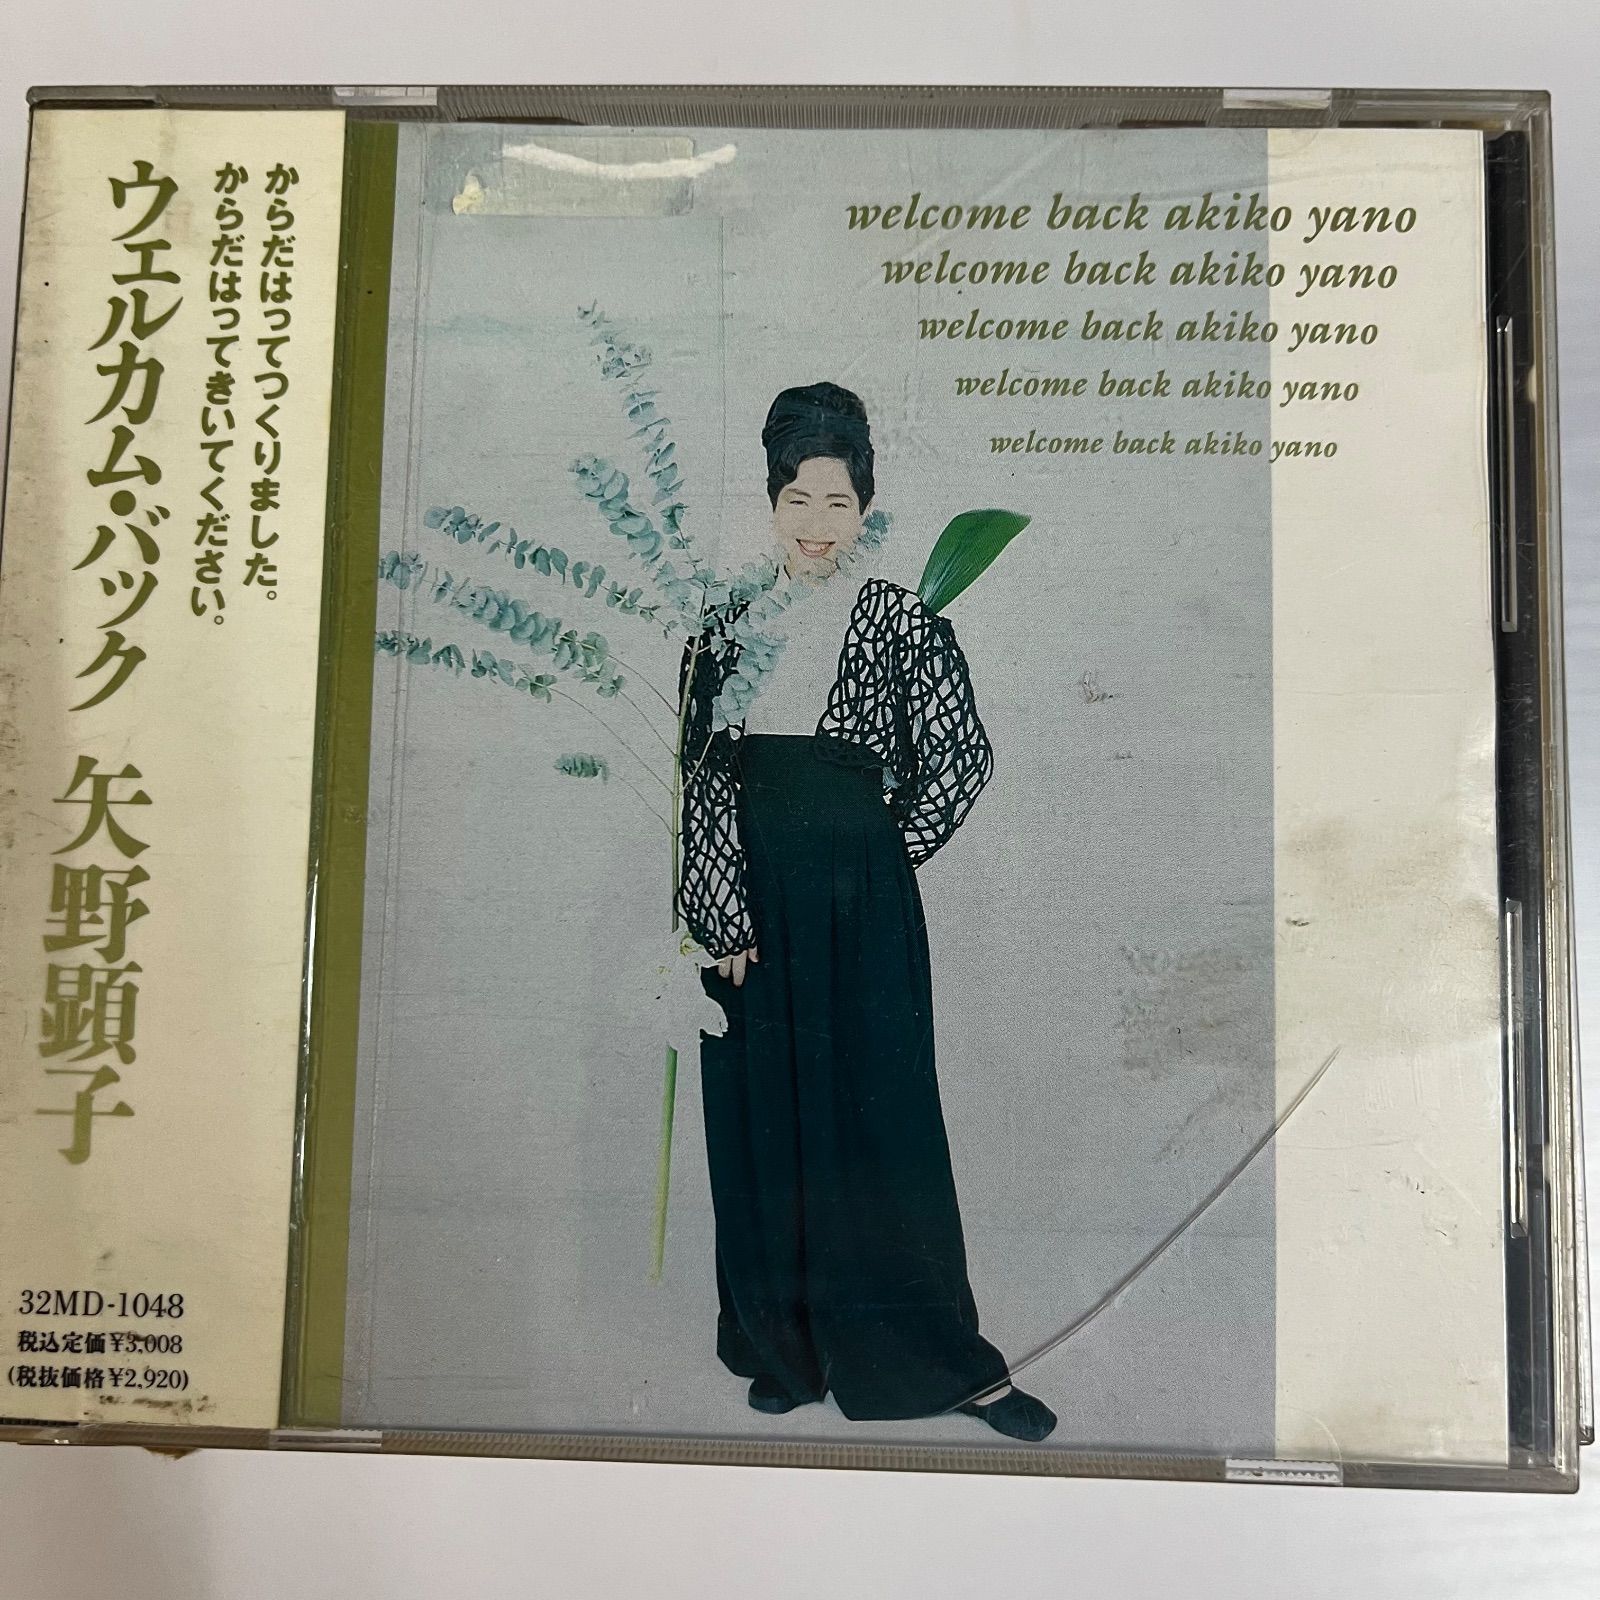 からだはってつくりました。
からだはってきいてください。
ウェルカム・バック 矢野顕子
32MD-1048
税込定価¥3,008
(税抜価格¥2,920)
welcome back akiko yano
welcome back akiko yano
welcome back akiko yano
welcome back akiko yano
welcome back akiko yano